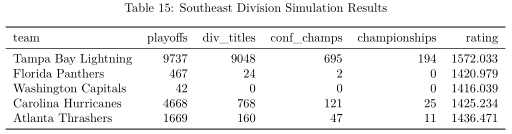 Table 15: Southeast Division Simulation Results
team playoffs div_titles conf_champs championships rating
Tampa Bay Lightning 9737 9048 695 194 1572.033
Florida Panthers 467 24 2 0 1420.979
Washington Capitals 42 0 0 0 1416.039
Carolina Hurricanes 4668 768 121 25 1425.234
Atlanta Thrashers 1669 160 47 11 1436.471